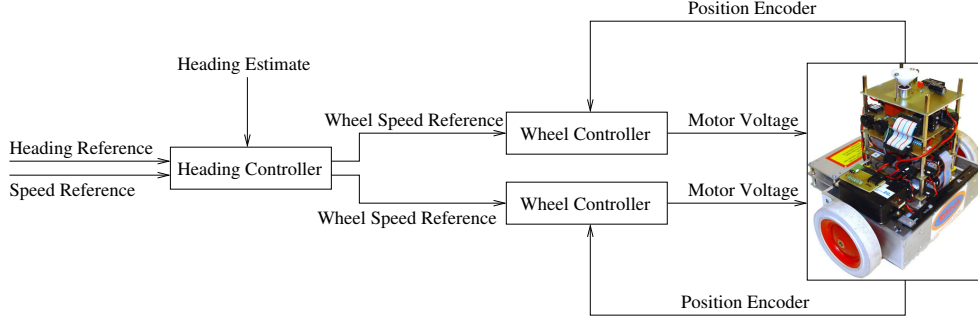 Position Encoder
Heading Estimate
Wheel Speed Reference
Wheel Controller
Motor Voltage
Heading Reference
Heading Controller
Speed Reference
Wheel Speed Reference
Wheel Controller
Motor Voltage
Position Encoder